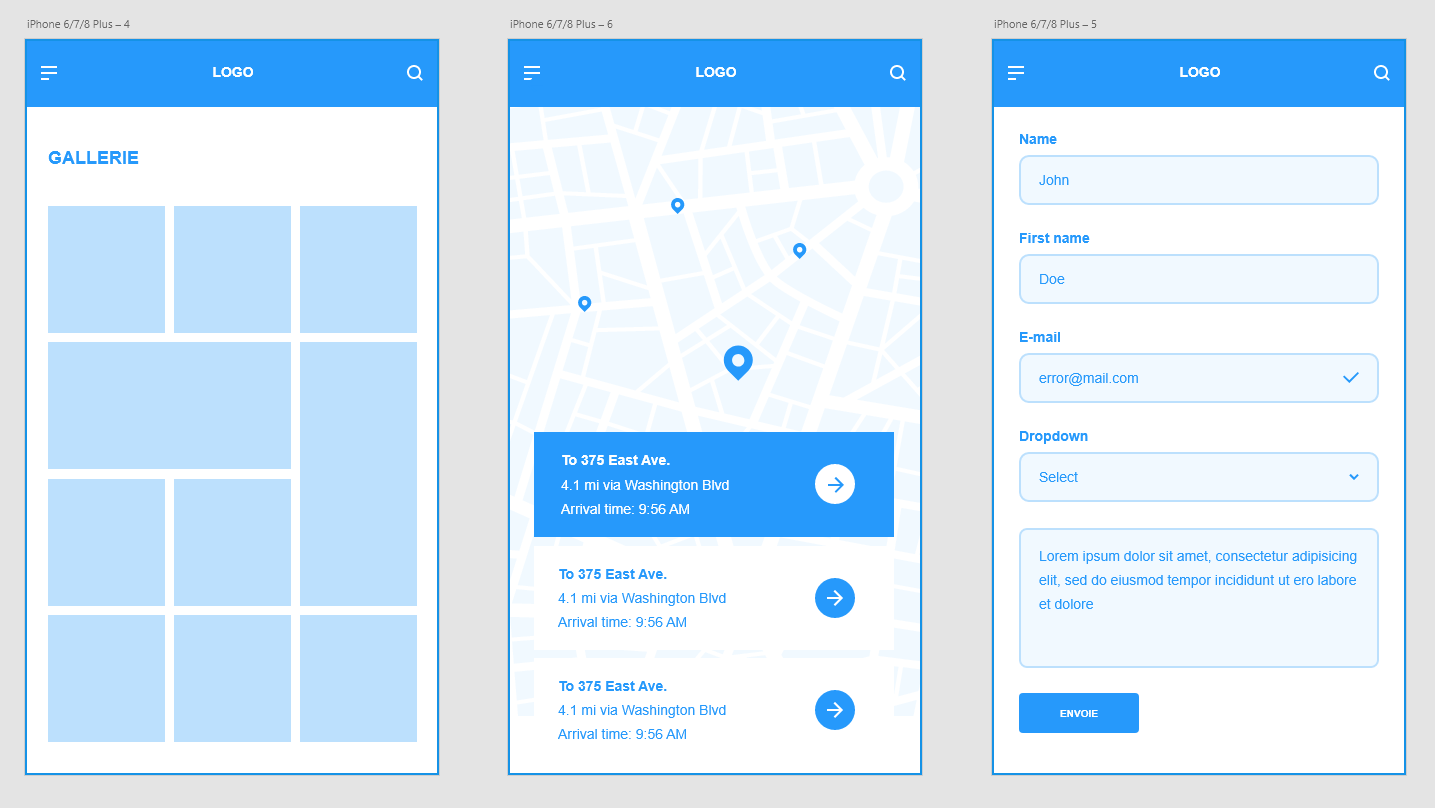 iPhone 6/7/8 Plus – 4
LOGO
GALLERIE
iPhone 6/7/8 Plus – 6
LOGO
To 375 East Ave.
4.1 mi via Washington Blvd
Arrival time: 9:56 AM
To 375 East Ave.
4.1 mi via Washington Blvd
Arrival time: 9:56 AM
To 375 East Ave.
4.1 mi via Washington Blvd
Arrival time: 9:56 AM
iPhone 6/7/8 Plus – 5
LOGO
Name
John
First name
Doe
E-mail
error@mail.com
Dropdown
Select
Lorem ipsum dolor sit amet, consectetur adipisicing
elit, sed do eiusmod tempor incididunt ut ero labore
et dolore
ENVOIE